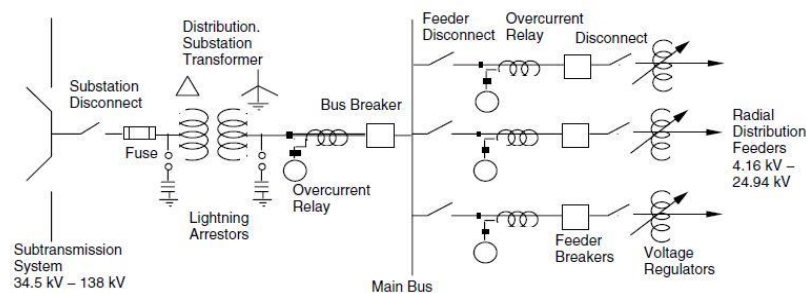 Distribution.
Substation
Transformer
Substation
Disconnect
Fuse
Lightning
Arrestors
Overcurrent
Relay
Bus Breaker
Subtransmission
System
34.5 kV – 138 kV
Main Bus
Feeder
Disconnect
Overcurrent
Relay
Disconnect
Radial
Distribution
Feeders
4.16 kV –
24.94 kV
Feeder
Breakers
Voltage
Regulators